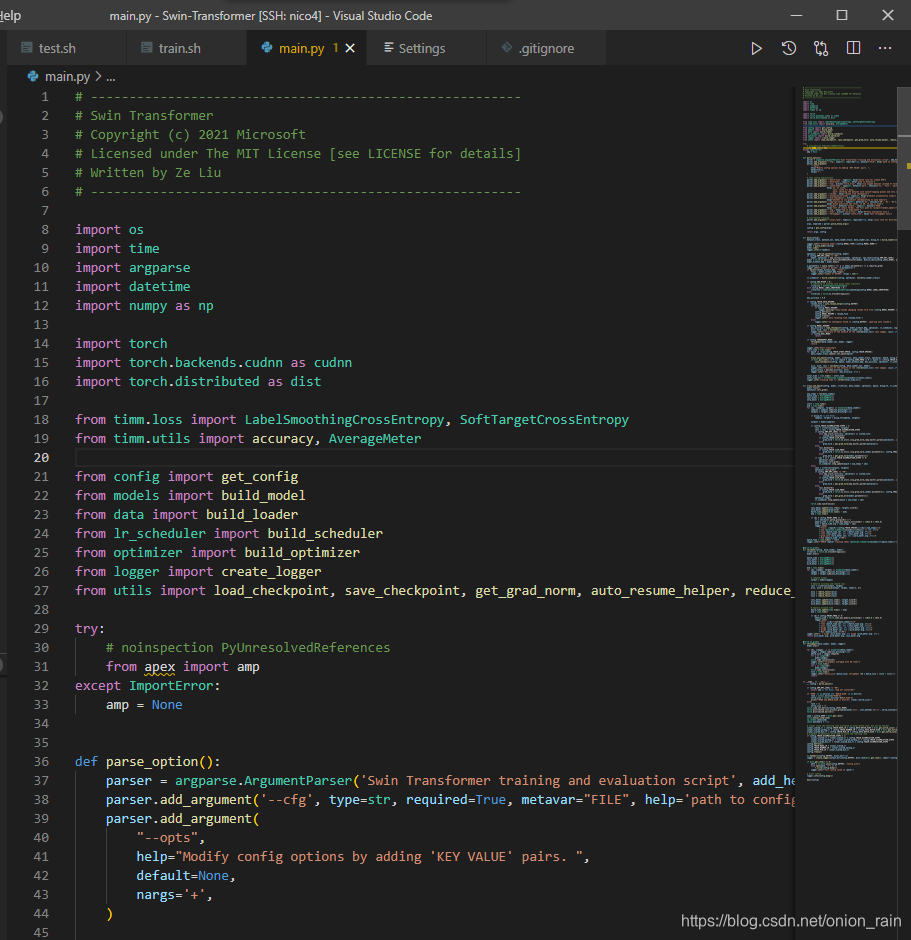 Help
main.py - Swin-Transformer [SSH: nico4] - Visual Studio Code
test.sh
train.sh
main.py 1
Settings
.gitignore
main.py > ...
1 # --------------------------------------------------------
2 # Swin Transformer
3 # Copyright (c) 2021 Microsoft
4 # Licensed under The MIT License [see LICENSE for details]
5 # Written by Ze Liu
6 # --------------------------------------------------------
7
8 import os
9 import time
10 import argparse
11 import datetime
12 import numpy as np
13
14 import torch
15 import torch.backends.cudnn as cudnn
16 import torch.distributed as dist
17
18 from timm.loss import LabelSmoothingCrossEntropy, SoftTargetCrossEntropy
19 from timm.utils import accuracy, AverageMeter
20
21 from config import get_config
22 from models import build_model
23 from data import build_loader
24 from lr_scheduler import build_scheduler
25 from optimizer import build_optimizer
26 from logger import create_logger
27 from utils import load_checkpoint, save_checkpoint, get_grad_norm, auto_resume_helper, reduce_
28
29 try:
30     # noinspection PyUnresolvedReferences
31     from apex import amp
32 except ImportError:
33     amp = None
34
35
36 def parse_option():
37     parser = argparse.ArgumentParser('Swin Transformer training and evaluation script', add_he
38     parser.add_argument('--cfg', type=str, required=True, metavar="FILE", help='path to config
39     parser.add_argument(
40         "--opts",
41         help="Modify config options by adding 'KEY VALUE' pairs. ",
42         default=None,
43         nargs='+',
44     )
45
https://blog.csdn.net/onion_rain